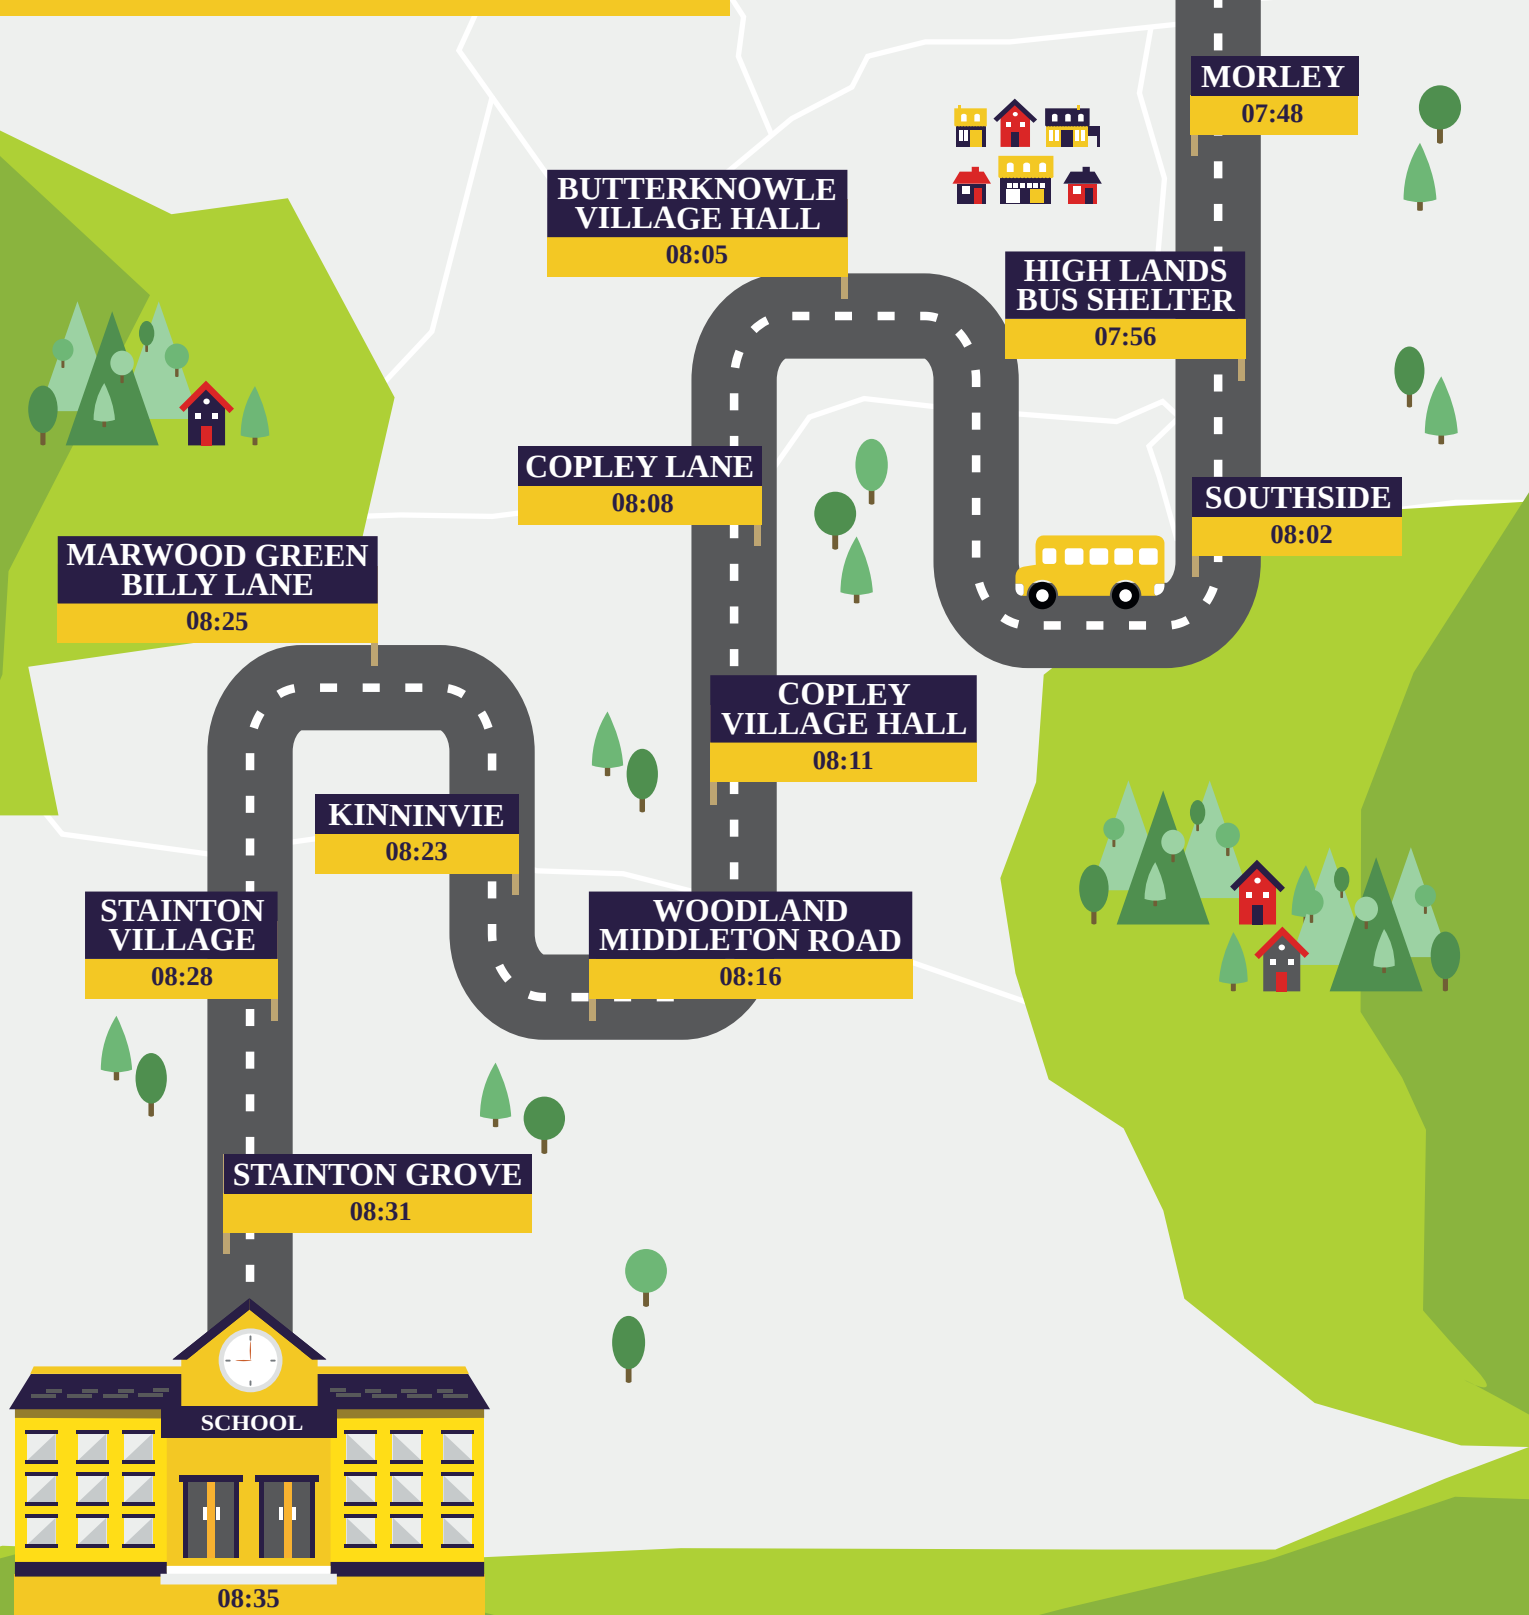 MORLEY
07:48
HIGH LANDS
BUS SHELTER
07:56
SOUTHSIDE
08:02
BUTTERKNOWLE
VILLAGE HALL
08:05
COPLEY LANE
08:08
COPLEY
VILLAGE HALL
08:11
WOODLAND
MIDDLETON ROAD
08:16
KINNINVIE
08:23
MARWOOD GREEN
BILLY LANE
08:25
STAINTON
VILLAGE
08:28
STAINTON GROVE
08:31
SCHOOL
08:35